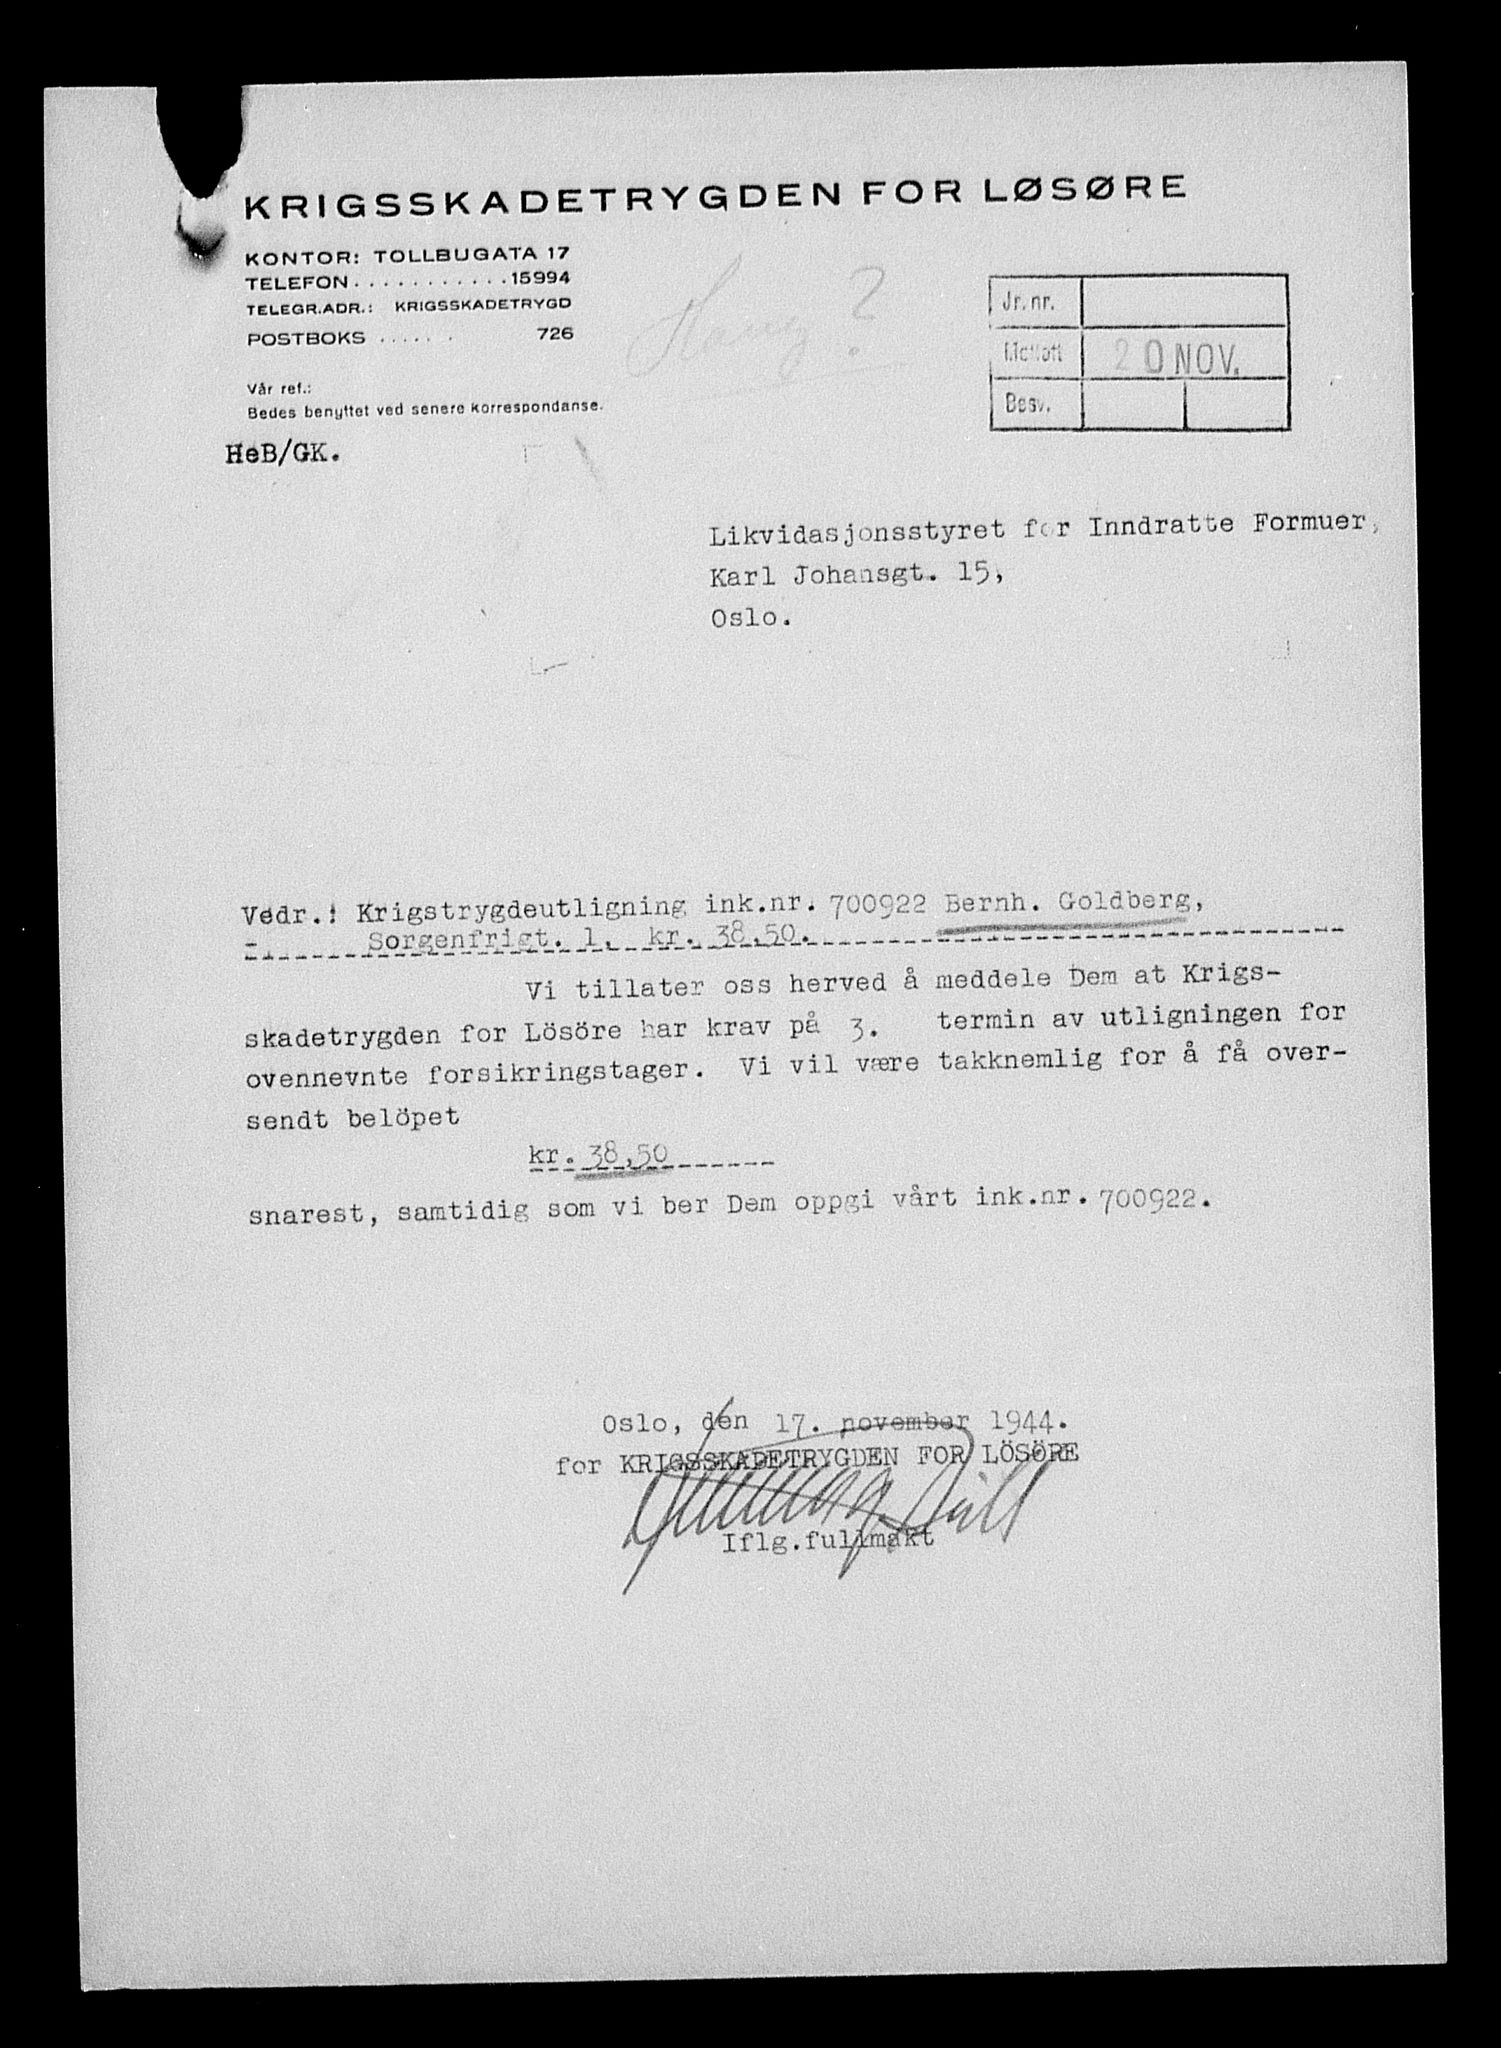 KRIGSSKADETRYGDEN FOR LØSØRE
KONTOR: TOLLBUGATA 17
TELEFON . . . . . . . . . . . 15994
TELEGR.ADR.: KRIGSSKADETRYGD
POSTBOKS . . . . . . 726
Vår ref.:
Bedes benyttet ved senere korrespondanse.
HeB/GK.
Jr. nr.
Mottatt 20 NOV.
Besv.
Likvidasjonsstyret for Inndratte Formuer,
Karl Johansgt. 15,
Oslo.
Vedr.: Krigstrygdeutligning ink.nr. 700922 Bernh. Goldberg,
Sorgenfrigt. 1, kr. 38,50.
Vi tillater oss herved å meddele Dem at Krigs-
skadetrygden for Lösöre har krav på 3. termin av utligningen for
ovennevnte forsikringstager. Vi vil være takknemlig for å få over-
sendt belöpet
kr. 38,50
snarest, samtidig som vi ber Dem oppgi vårt ink.nr. 700922.
Oslo, den 17. november 1944.
for KRIGSSKADETRYGDEN FOR LÖSÖRE
Iflg.fullmakt